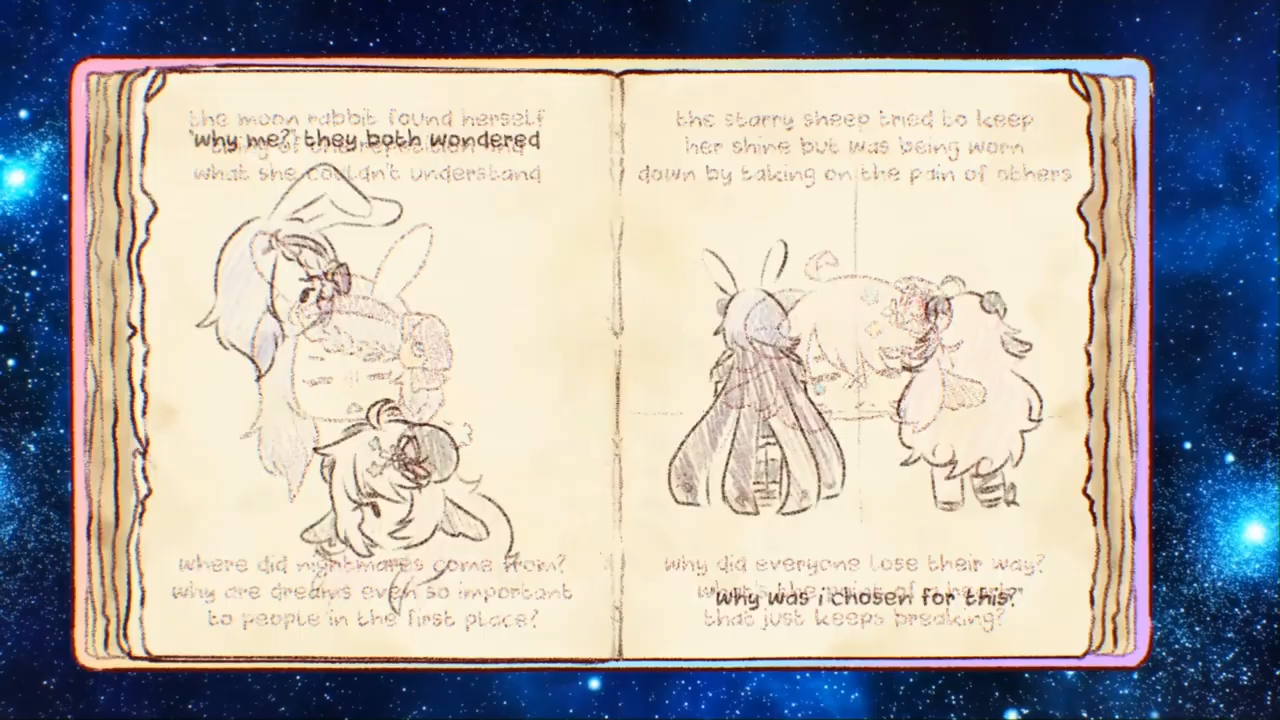 the moon rabbit found herself
"why me?" they both wondered
what she couldn't understand
where did nightmares come from?
why are dreams even so important
to people in the first place?
the starry sheep tried to keep
her shine but was being worn
down by taking on the pain of others
why did everyone lose their way?
"why was i chosen for this?"
that just keeps breaking?